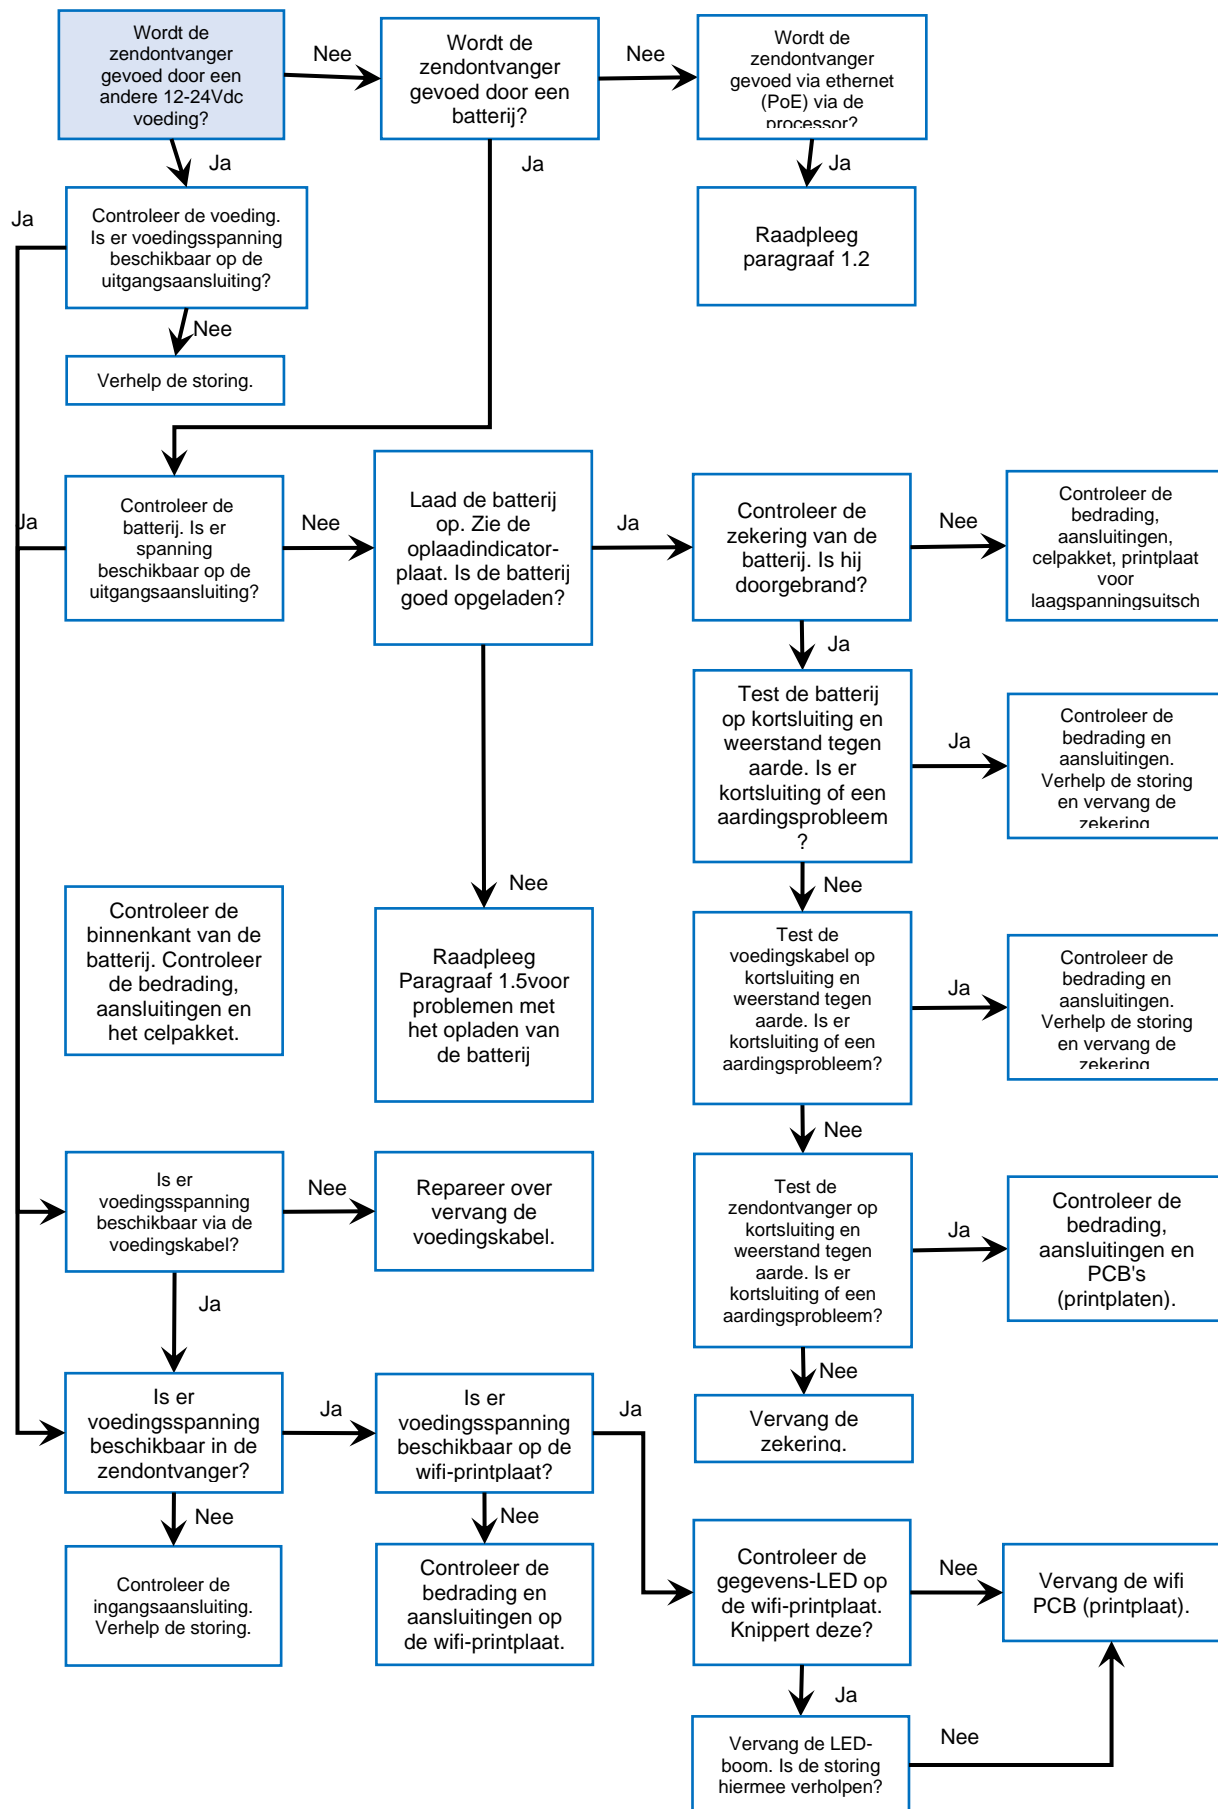 Wordt de
zendontvanger
gevoed door een
andere 12-24Vdc
voeding?
Nee
Wordt de
zendontvanger
gevoed door een
batterij?
Nee
Wordt de
zendontvanger
gevoed via ethernet
(PoE) via de
processor?
Ja
Ja
Ja
Ja
Controleer de voeding.
Is er voedingsspanning
beschikbaar op de
uitgangsaansluiting?
Raadpleeg
paragraaf 1.2
Nee
Verhelp de storing.
Ja
Controleer de
batterij. Is er
spanning
beschikbaar op de
uitgangsaansluiting?
Nee
Laad de batterij
op. Zie de
oplaadindicator-
plaat. Is de batterij
goed opgeladen?
Ja
Controleer de
zekering van de
batterij. Is hij
doorgebrand?
Nee
Controleer de
bedrading,
aansluitingen,
celpakket, printplaat
voor
laagspanningsuitsch
Ja
Test de batterij
op kortsluiting en
weerstand tegen
aarde. Is er
kortsluiting of een
aardingsprobleem
?
Ja
Controleer de
bedrading en
aansluitingen.
Verhelp de storing
en vervang de
zekering
Nee
Nee
Controleer de
binnenkant van de
batterij. Controleer
de bedrading,
aansluitingen en
het celpakket.
Raadpleeg
Paragraaf 1.5voor
problemen met
het opladen van
de batterij
Test de
voedingskabel op
kortsluiting en
weerstand tegen
aarde. Is er
kortsluiting of een
aardingsprobleem?
Ja
Controleer de
bedrading en
aansluitingen.
Verhelp de storing
en vervang de
zekering
Nee
Is er
voedingsspanning
beschikbaar via de
voedingskabel?
Nee
Repareer over
vervang de
voedingskabel.
Test de
zendontvanger op
kortsluiting en
weerstand tegen
aarde. Is er
kortsluiting of een
aardingsprobleem?
Ja
Controleer de
bedrading,
aansluitingen en
PCB's
(printplaten).
Ja
Nee
Is er
voedingsspanning
beschikbaar in de
zendontvanger?
Ja
Is er
voedingsspanning
beschikbaar op de
wifi-printplaat?
Ja
Vervang de
zekering.
Nee
Nee
Controleer de
ingangsaansluiting.
Verhelp de storing.
Controleer de
bedrading en
aansluitingen op
de wifi-printplaat.
Controleer de
gegevens-LED op
de wifi-printplaat.
Knippert deze?
Nee
Vervang de wifi
PCB (printplaat).
Ja
Vervang de LED-
boom. Is de storing
hiermee verholpen?
Nee